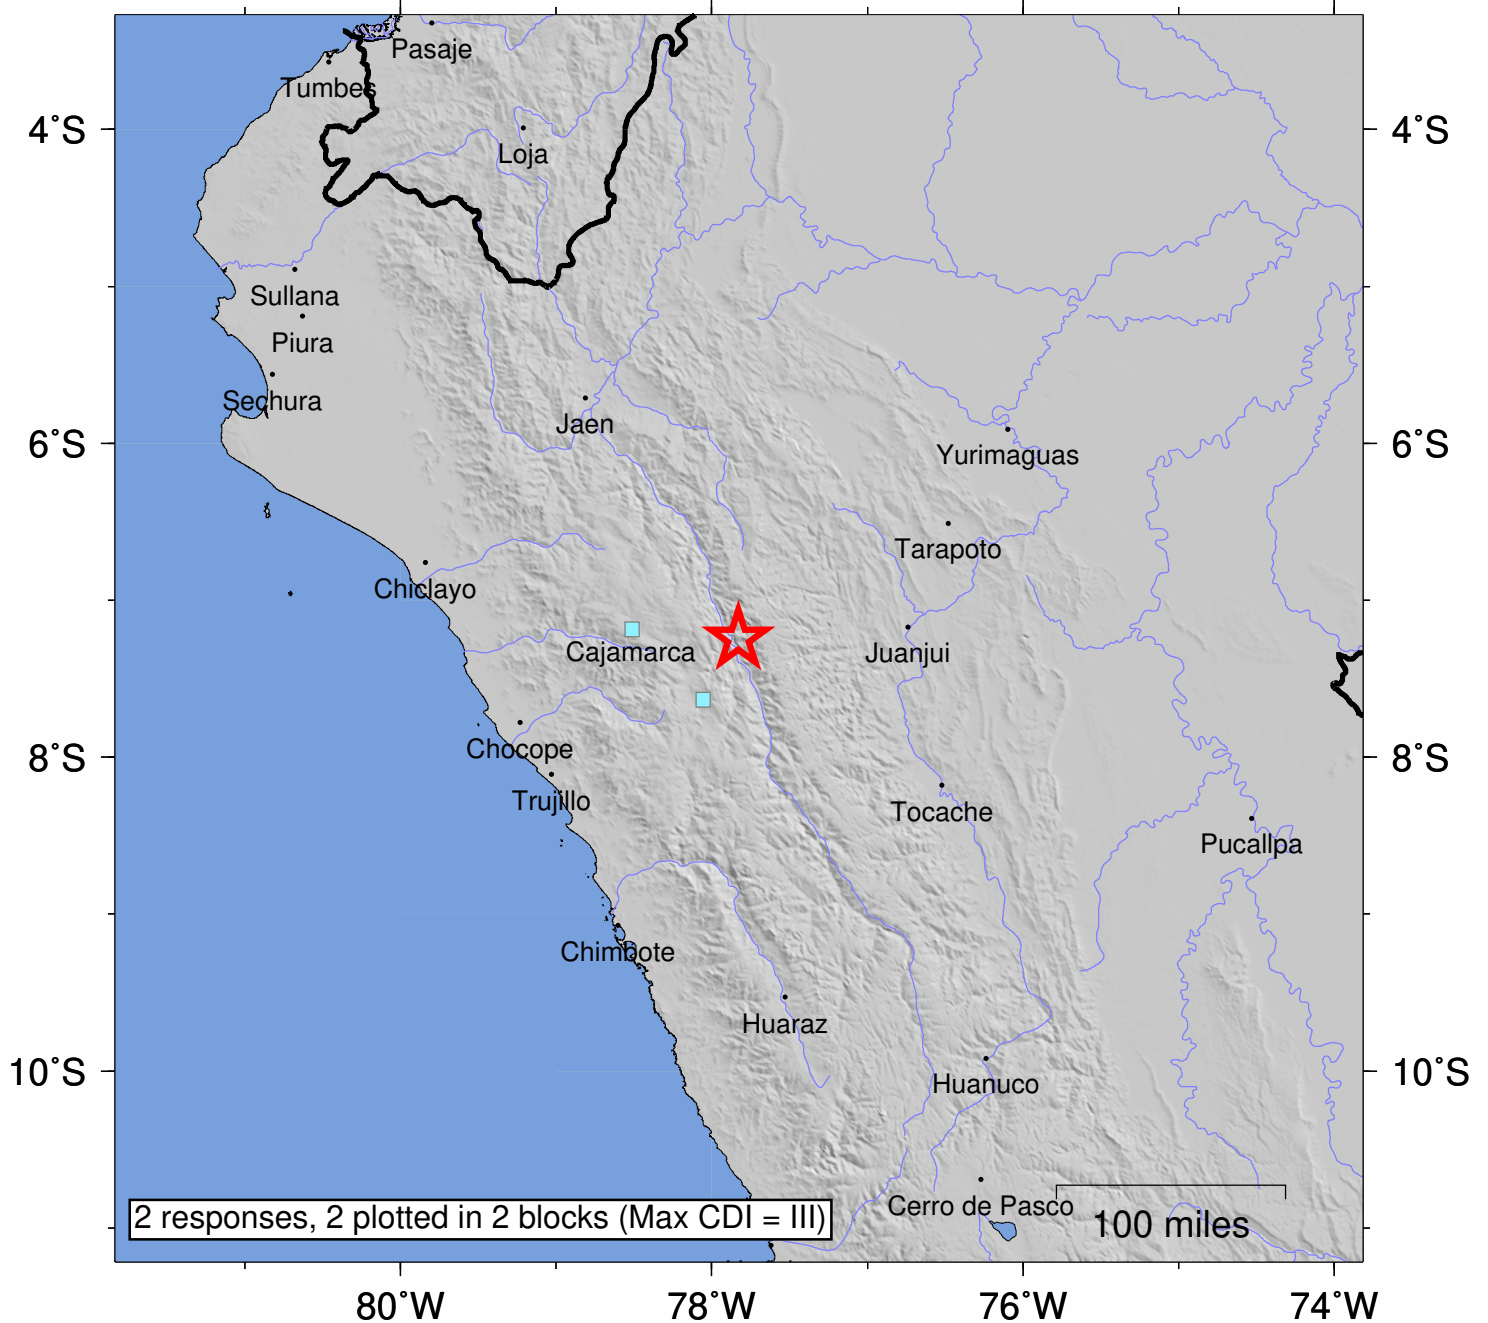 Pasaje
Tumbes
4°S
4°S
Loja
Sullana
Piura
Sechura
Jaen
6°S
6°S
Yurimaguas
Tarapoto
Chiclayo
Cajamarca
Juanjui
Chocope
8°S
8°S
Trujillo
Tocache
Pucallpa
Chimbote
Huaraz
10°S
10°S
Huanuco
Cerro de Pasco
100 miles
2 responses, 2 plotted in 2 blocks (Max CDI = III)
80°W
78°W
76°W
74°W